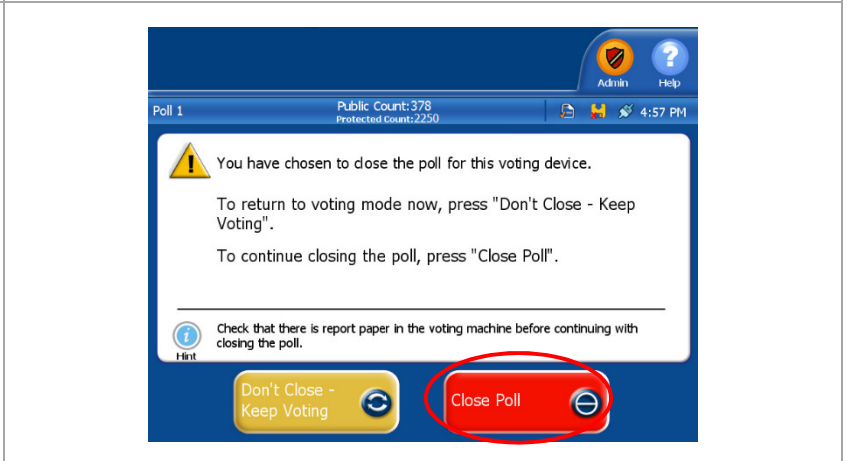 Admin Help
Poll 1 Public Count:378 4:57 PM
Protected Count:2250
You have chosen to close the poll for this voting device.
To return to voting mode now, press "Don't Close - Keep
Voting".
To continue closing the poll, press "Close Poll".
Check that there is report paper in the voting machine before continuing with
closing the poll.
Hint
Don't Close -
Keep Voting
Close Poll